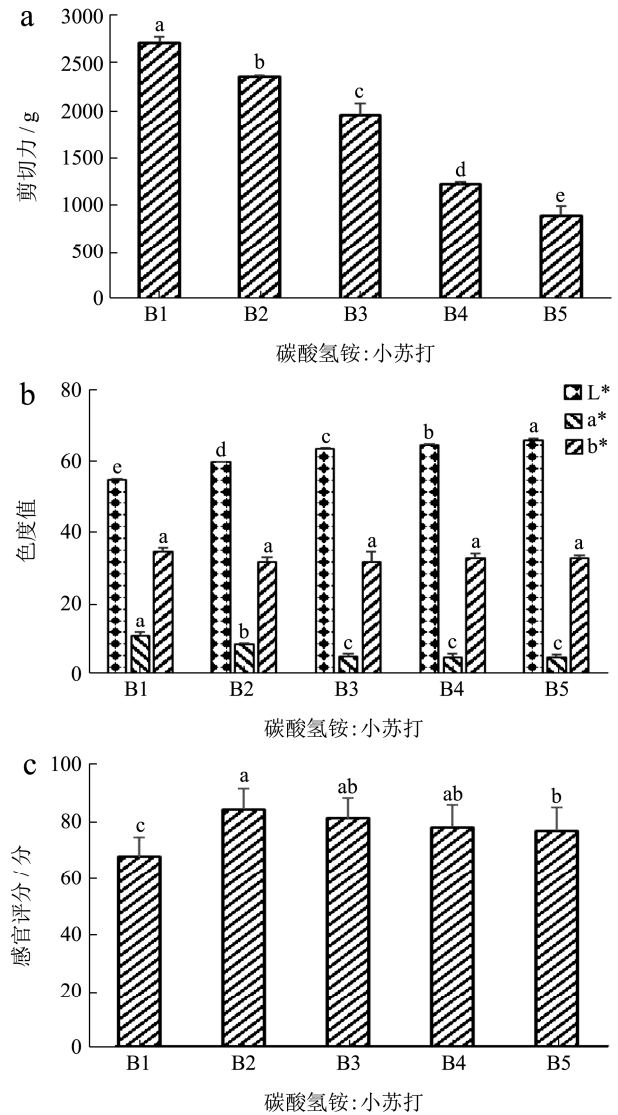 a
3000
2500
2000
1500
1000
500
0
剪切力/g
a
b
c
d
e
B1 B2 B3 B4 B5
碳酸氢铵:小苏打
b
80
60
40
20
0
色度值
L*
a*
b*
e d c b a
a a a a a
a b c c c
B1 B2 B3 B4 B5
碳酸氢铵:小苏打
c
100
80
60
40
20
0
感官评分/分
c a ab ab b
B1 B2 B3 B4 B5
碳酸氢铵:小苏打